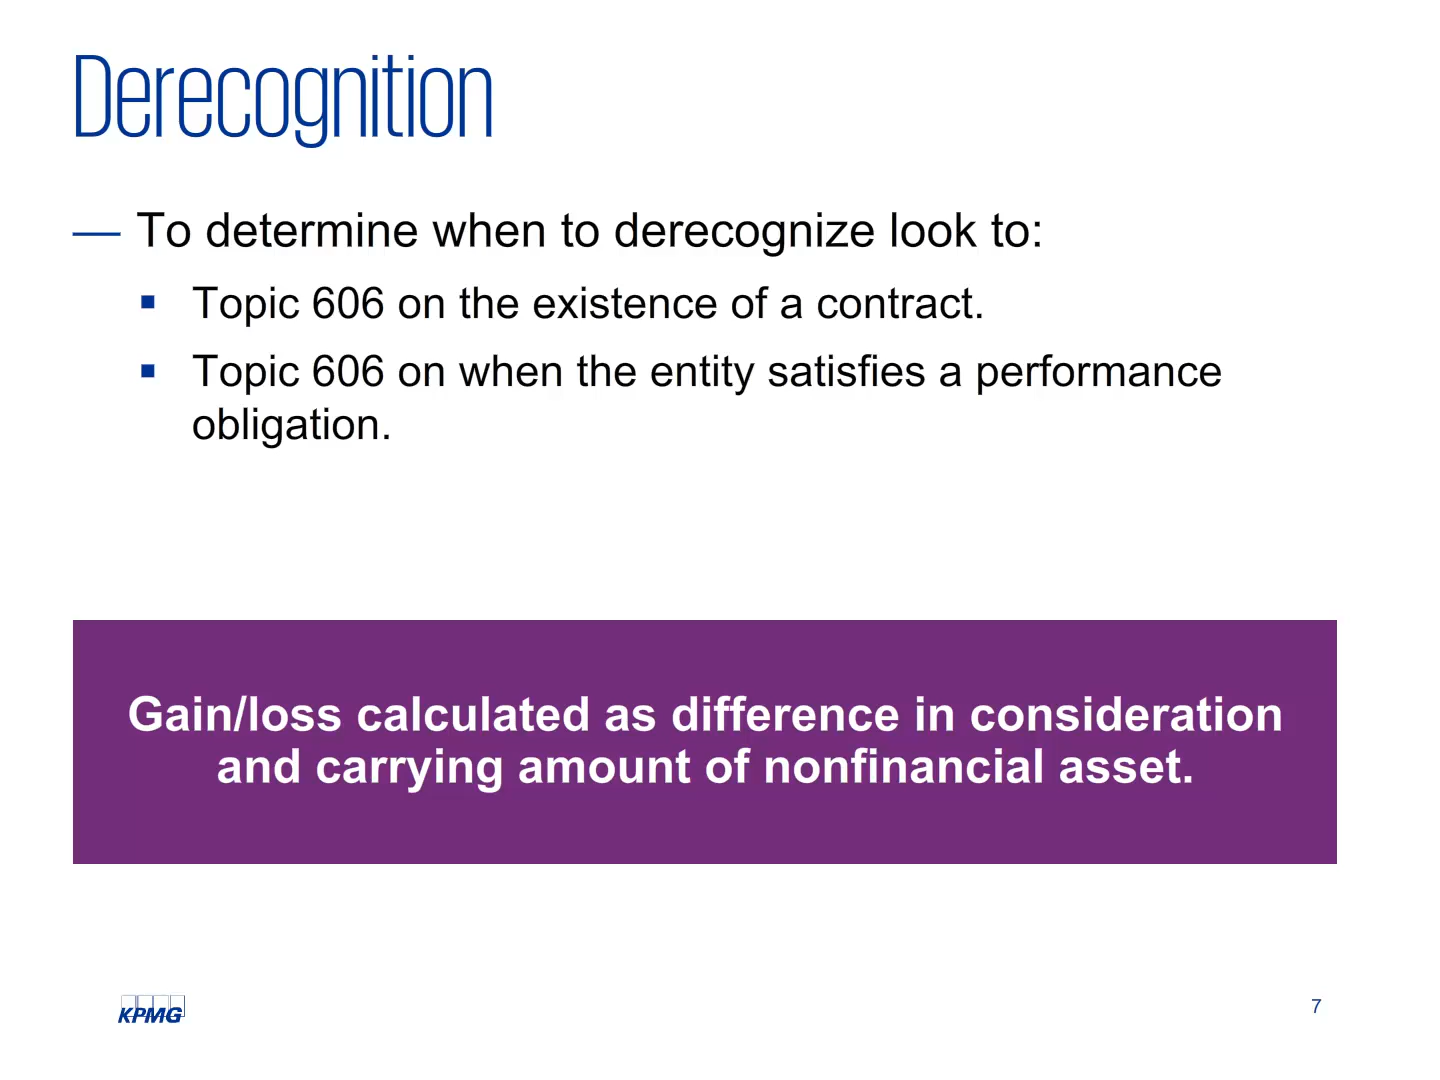 Derecognition
— To determine when to derecognize look to:
▪ Topic 606 on the existence of a contract.
▪ Topic 606 on when the entity satisfies a performance
obligation.
Gain/loss calculated as difference in consideration
and carrying amount of nonfinancial asset.
KPMG
7